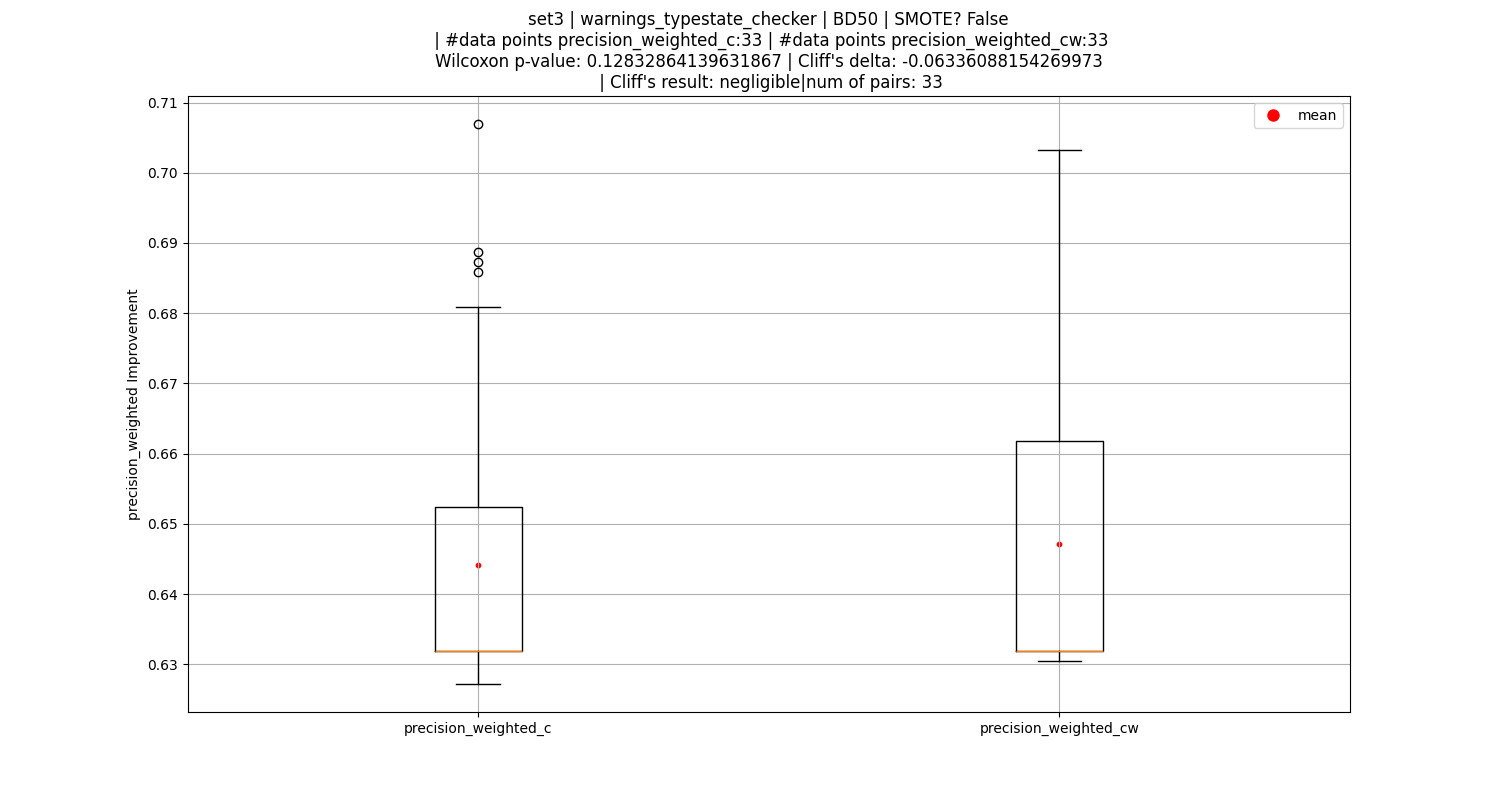 set3 | warnings_typestate_checker | BD50 | SMOTE? False
| #data points precision_weighted_c:33 | #data points precision_weighted_cw:33
Wilcoxon p-value: 0.12832864139631867 | Cliff's delta: -0.06336088154269973
| Cliff's result: negligible|num of pairs: 33
mean
0.71
0.70
0.69
0.68
0.67
0.66
0.65
0.64
0.63
precision_weighted Improvement
precision_weighted_c
precision_weighted_cw